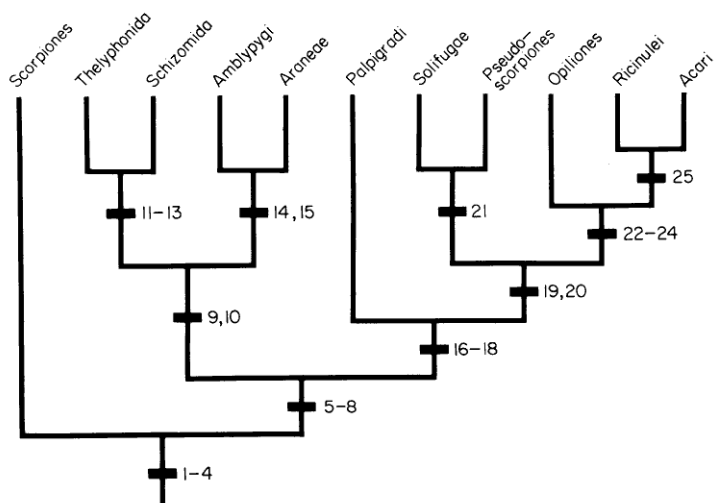 Scorpiones
Thelyphonida
Schizomida
Amblypygi
Araneae
Palpigradi
Solifugae
Pseudo-
scorpiones
Opiliones
Ricinulei
Acari
25
11-13
14,15
21
22-24
19,20
9,10
16-18
5-8
1-4